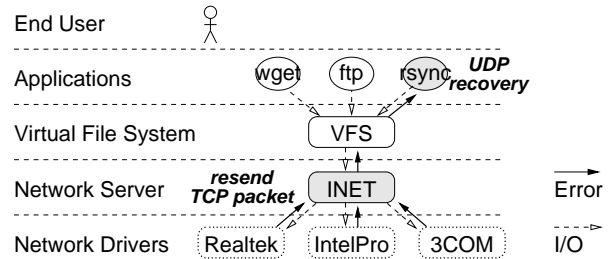 End User
Applications
wget
ftp
rsync
UDP
recovery
Virtual File System
VFS
Network Server
resend
TCP packet
INET
Error
Network Drivers
Realtek
IntelPro
3COM
I/O